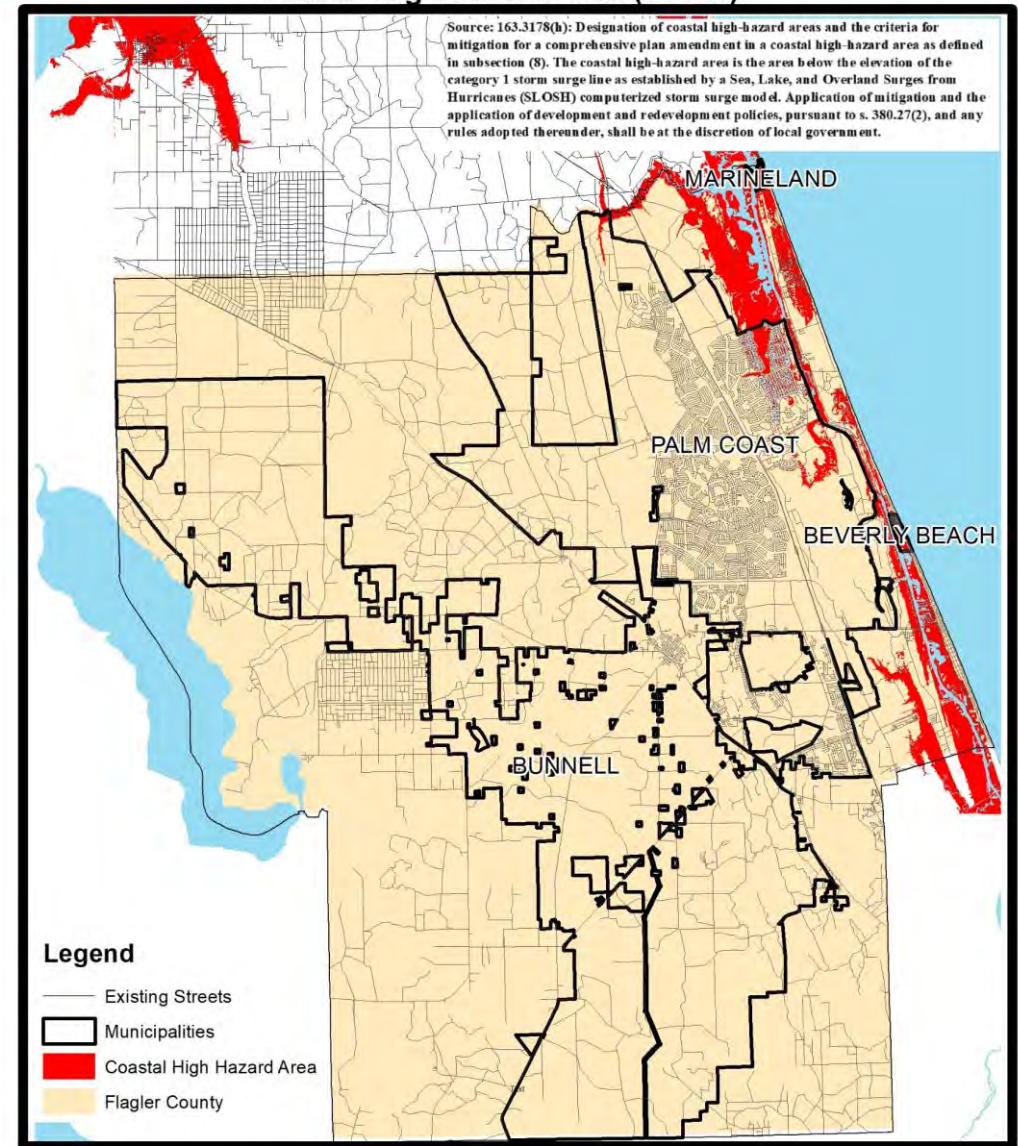 Source: 163.3178(h): Designation of coastal high-hazard areas and the criteria for
mitigation for a comprehensive plan amendment in a coastal high-hazard area as defined
in subsection (8). The coastal high-hazard area is the area below the elevation of the
category 1 storm surge line as established by a Sea, Lake, and Overland Surges from
Hurricanes (SLOSH) computerized storm surge model. Application of mitigation and the
application of development and redevelopment policies, pursuant to s. 380.27(2), and any
rules adopted thereunder, shall be at the discretion of local government.
MARINELAND
PALM COAST
BEVERLY BEACH
BUNNELL
Legend
Existing Streets
Municipalities
Coastal High Hazard Area
Flagler County